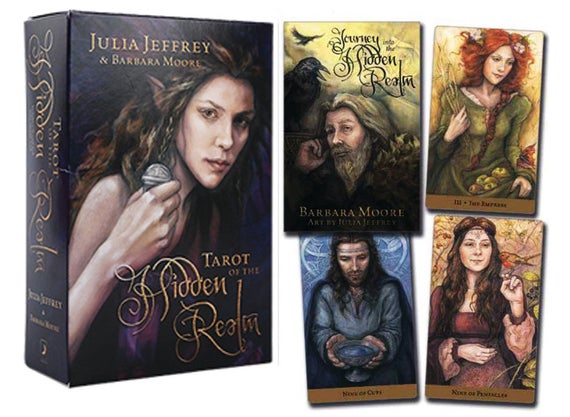 JULIA JEFFREY
& BARBARA MOORE
TAROT
OF THE
Hidden
Realm
TAROT
OF THE
Hidden
Realm
JULIA JEFFREY
&
BARBARA MOORE
Journey
into the
Hidden
Realm
BARBARA MOORE
ART BY JULIA JEFFREY
III • THE EMPRESS
NINE OF CUPS
NINE OF PENTACLES